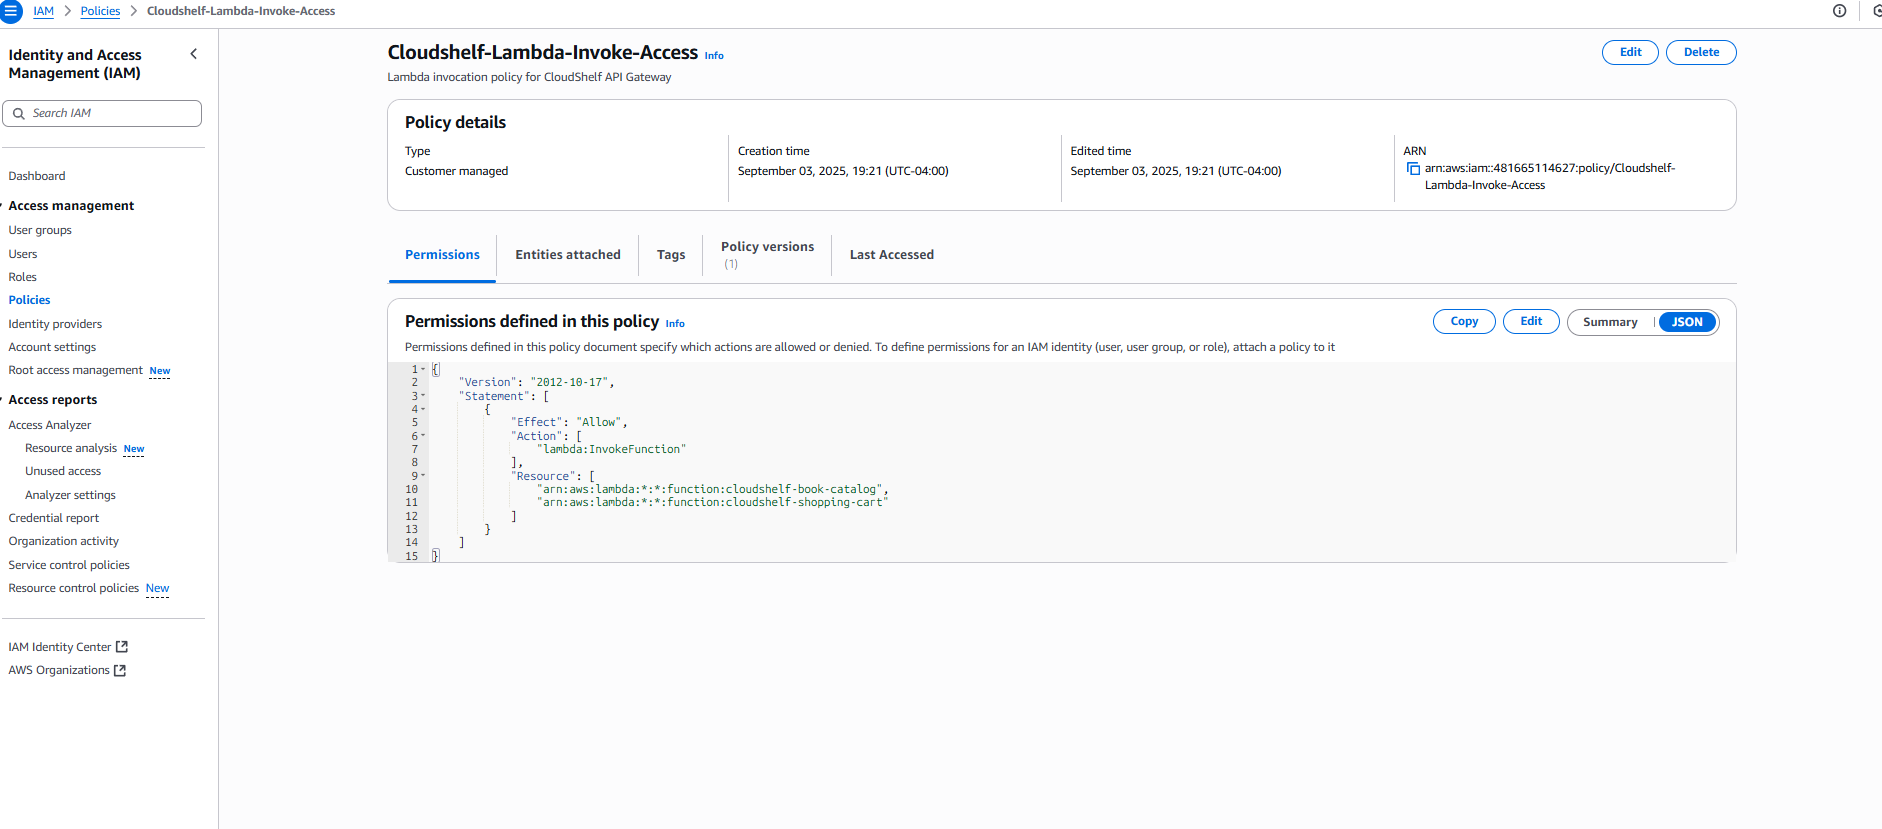 IAM > Policies > Cloudshelf-Lambda-Invoke-Access
Identity and Access Management (IAM)
Search IAM
Dashboard
Access management
User groups
Users
Roles
Policies
Identity providers
Account settings
Root access management New
Access reports
Access Analyzer
Resource analysis New
Unused access
Analyzer settings
Credential report
Organization activity
Service control policies
Resource control policies New
IAM Identity Center
AWS Organizations
Cloudshelf-Lambda-Invoke-Access Info
Edit
Delete
Lambda invocation policy for CloudShelf API Gateway
Policy details
Type
Customer managed
Creation time
September 03, 2025, 19:21 (UTC-04:00)
Edited time
September 03, 2025, 19:21 (UTC-04:00)
ARN
arn:aws:iam::481665114627:policy/Cloudshelf-
Lambda-Invoke-Access
Permissions
Entities attached
Tags
Policy versions (1)
Last Accessed
Permissions defined in this policy Info
Copy
Edit
Summary
JSON
Permissions defined in this policy document specify which actions are allowed or denied. To define permissions for an IAM identity (user, user group, or role), attach a policy to it
1 {
2 "Version": "2012-10-17",
3 "Statement": [
4 {
5 "Effect": "Allow",
6 "Action": [
7 "lambda:InvokeFunction"
8 ],
9 "Resource": [
10 "arn:aws:lambda:*:*:function:cloudshelf-book-catalog",
11 "arn:aws:lambda:*:*:function:cloudshelf-shopping-cart"
12 ]
13 }
14 ]
15 }